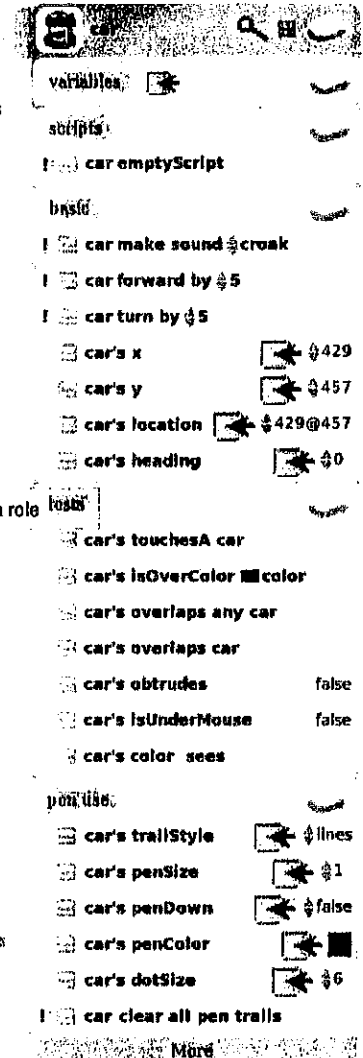 car
variables
scripts
! car emptyScript
basic
! car make sound croak
! car forward by 5
! car turn by 5
car's x 429
car's y 457
car's location 429@457
car's heading 0
role tests
car's touchesA car
car's isOverColor color
car's overlaps any car
car's overlaps car
car's obtrudes false
car's isUnderMouse false
car's color sees
pen use
car's trailStyle lines
car's penSize 1
car's penDown false
car's penColor
car's dotSize 6
! car clear all pen trails
More